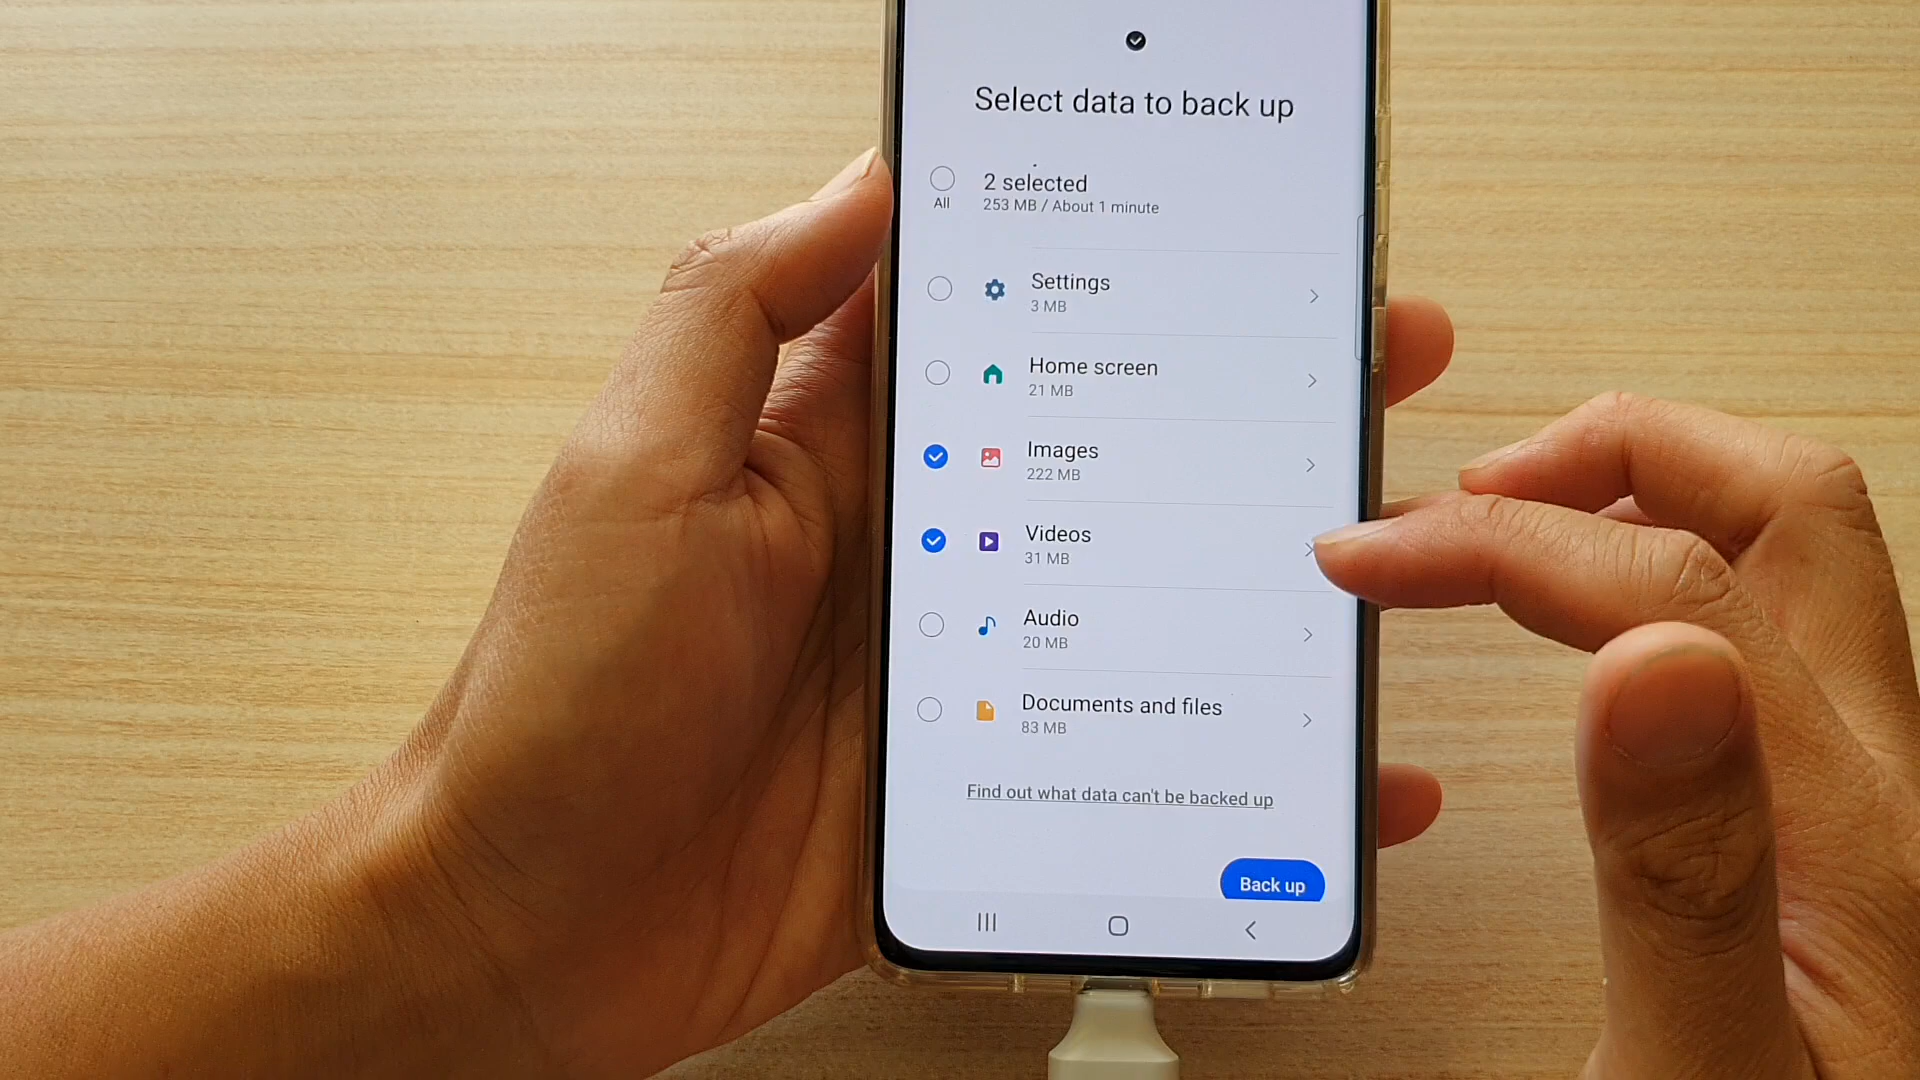 Select data to back up
2 selected
All
253 MB / About 1 minute
Settings
3 MB
Home screen
21 MB
Images
222 MB
Videos
31 MB
Audio
20 MB
Documents and files
83 MB
Find out what data can't be backed up
Back up